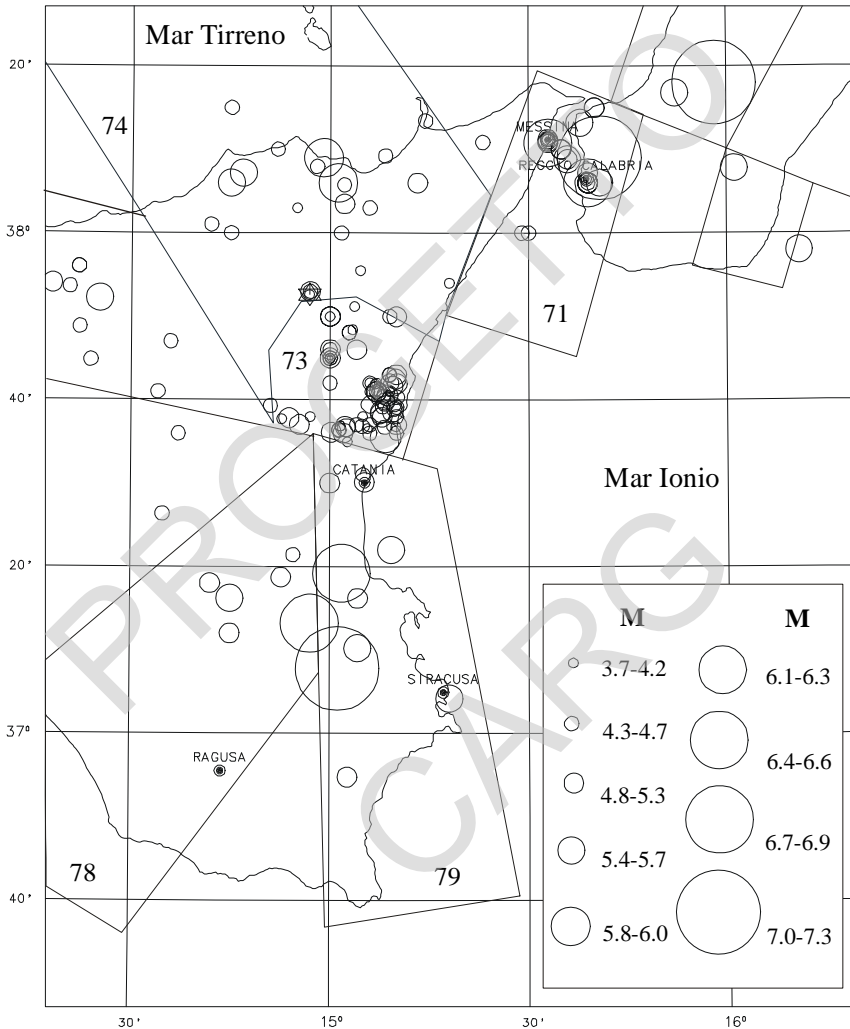 Mar Tirreno
20'
74
MESSINA
REGGIO CALABRIA
38°
71
73
40'
CATANIA
Mar Ionio
20'
M M
3.7-4.2
6.1-6.3
SIRACUSA
4.3-4.7
37°
RAGUSA
6.4-6.6
4.8-5.3
6.7-6.9
5.4-5.7
78
79
40'
5.8-6.0
7.0-7.3
30' 15° 30' 16°
PROGETTO
CARG